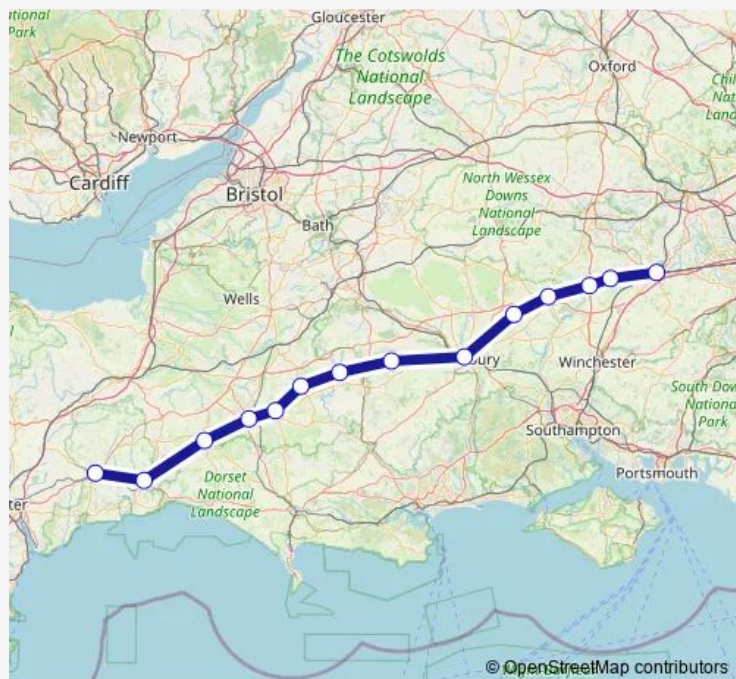 ational
Park
Gloucester
The Cotswolds
National
Landscape
Oxford
Chil
Nat
Land
Newport
Cardiff
Bristol
North Wessex
Downs
National
Landscape
Bath
Wells
bury
Winchester
South Dow
National
Park
Southampton
Portsmouth
Dorset
National
Landscape
ter
© OpenStreetMap contributors